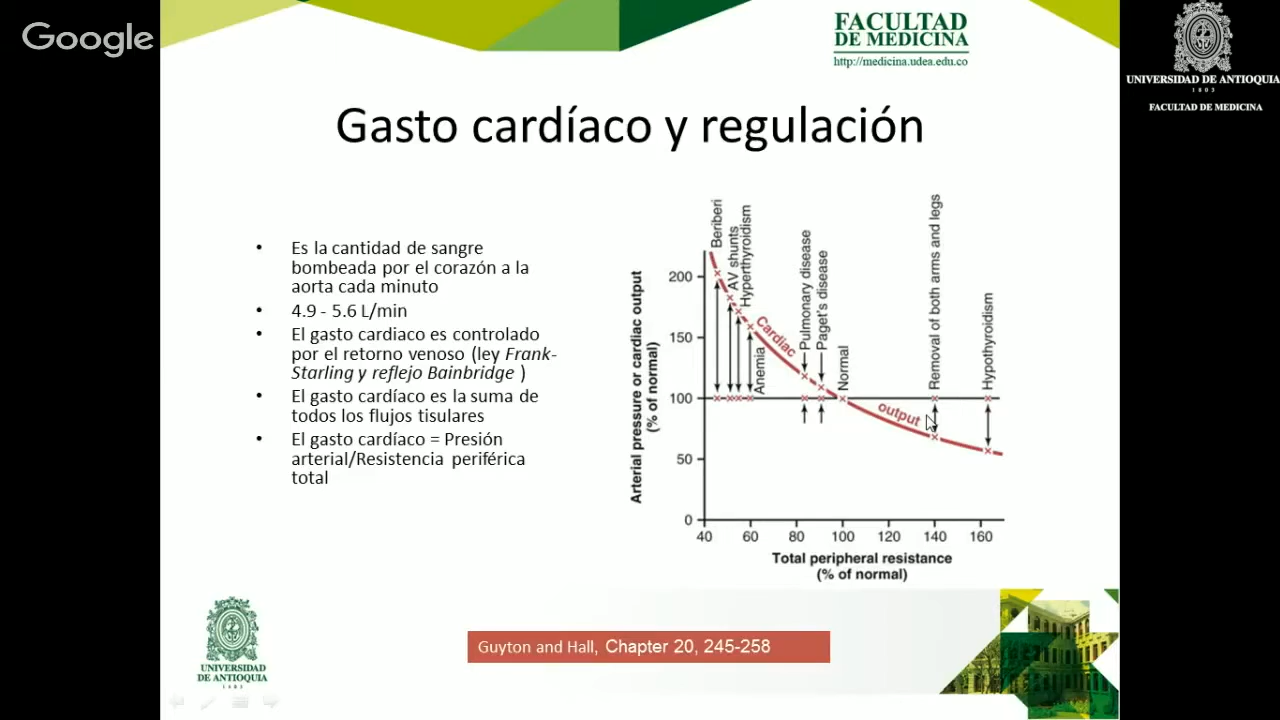 Google
FACULTAD
DE MEDICINA
http://medicina.udea.edu.co
UNIVERSIDAD DE ANTIOQUIA
1803
FACULTAD DE MEDICINA
Gasto cardíaco y regulación
• Es la cantidad de sangre
bombeada por el corazón a la
aorta cada minuto
• 4.9 - 5.6 L/min
• El gasto cardiaco es controlado
por el retorno venoso (ley Frank-
Starling y reflejo Bainbridge )
• El gasto cardíaco es la suma de
todos los flujos tisulares
• El gasto cardíaco = Presión
arterial/Resistencia periférica
total
Arterial pressure or cardiac output
(% of normal)
200
150
100
50
0
Beriberi
AV shunts
Hyperthyroidism
Anemia
Cardiac
Pulmonary disease
Paget's disease
Normal
output
Removal of both arms and legs
Hypothyroidism
40 60 80 100 120 140 160
Total peripheral resistance
(% of normal)
Guyton and Hall, Chapter 20, 245-258
UNIVERSIDAD
DE ANTIOQUIA
1803